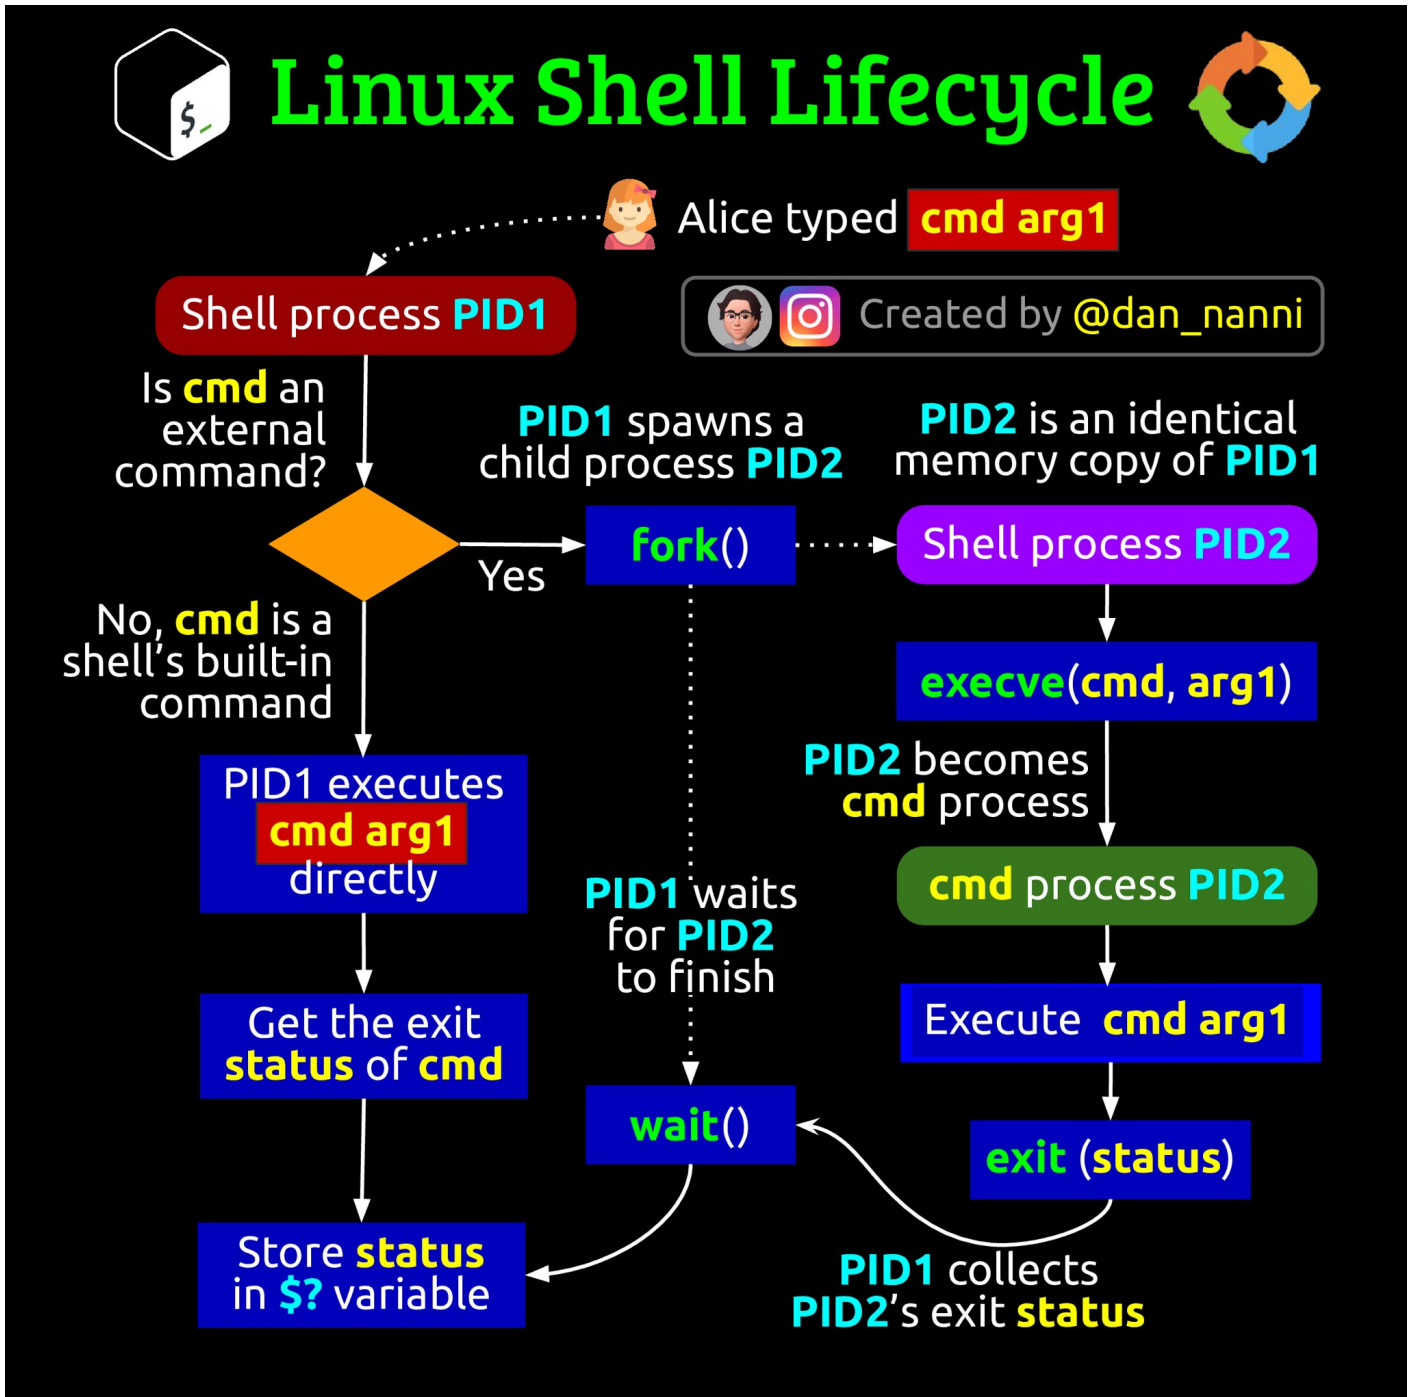 $_
Linux Shell Lifecycle
Alice typed cmd arg1
Shell process PID1
Created by @dan_nanni
Is cmd an
external
command?
PID1 spawns a
child process PID2
PID2 is an identical
memory copy of PID1
fork()
Shell process PID2
Yes
No, cmd is a
shell's built-in
command
execve(cmd, arg1)
PID1 executes
cmd arg1
directly
PID2 becomes
cmd process
PID1 waits
for PID2
to finish
cmd process PID2
Get the exit
status of cmd
Execute cmd arg1
wait()
exit (status)
Store status
in $? variable
PID1 collects
PID2's exit status